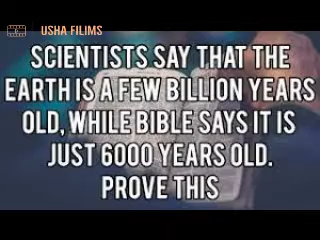 USHA FILIMS
SCIENTISTS SAY THAT THE
EARTH IS A FEW BILLION YEARS
OLD, WHILE BIBLE SAYS IT IS
JUST 6000 YEARS OLD.
PROVE THIS